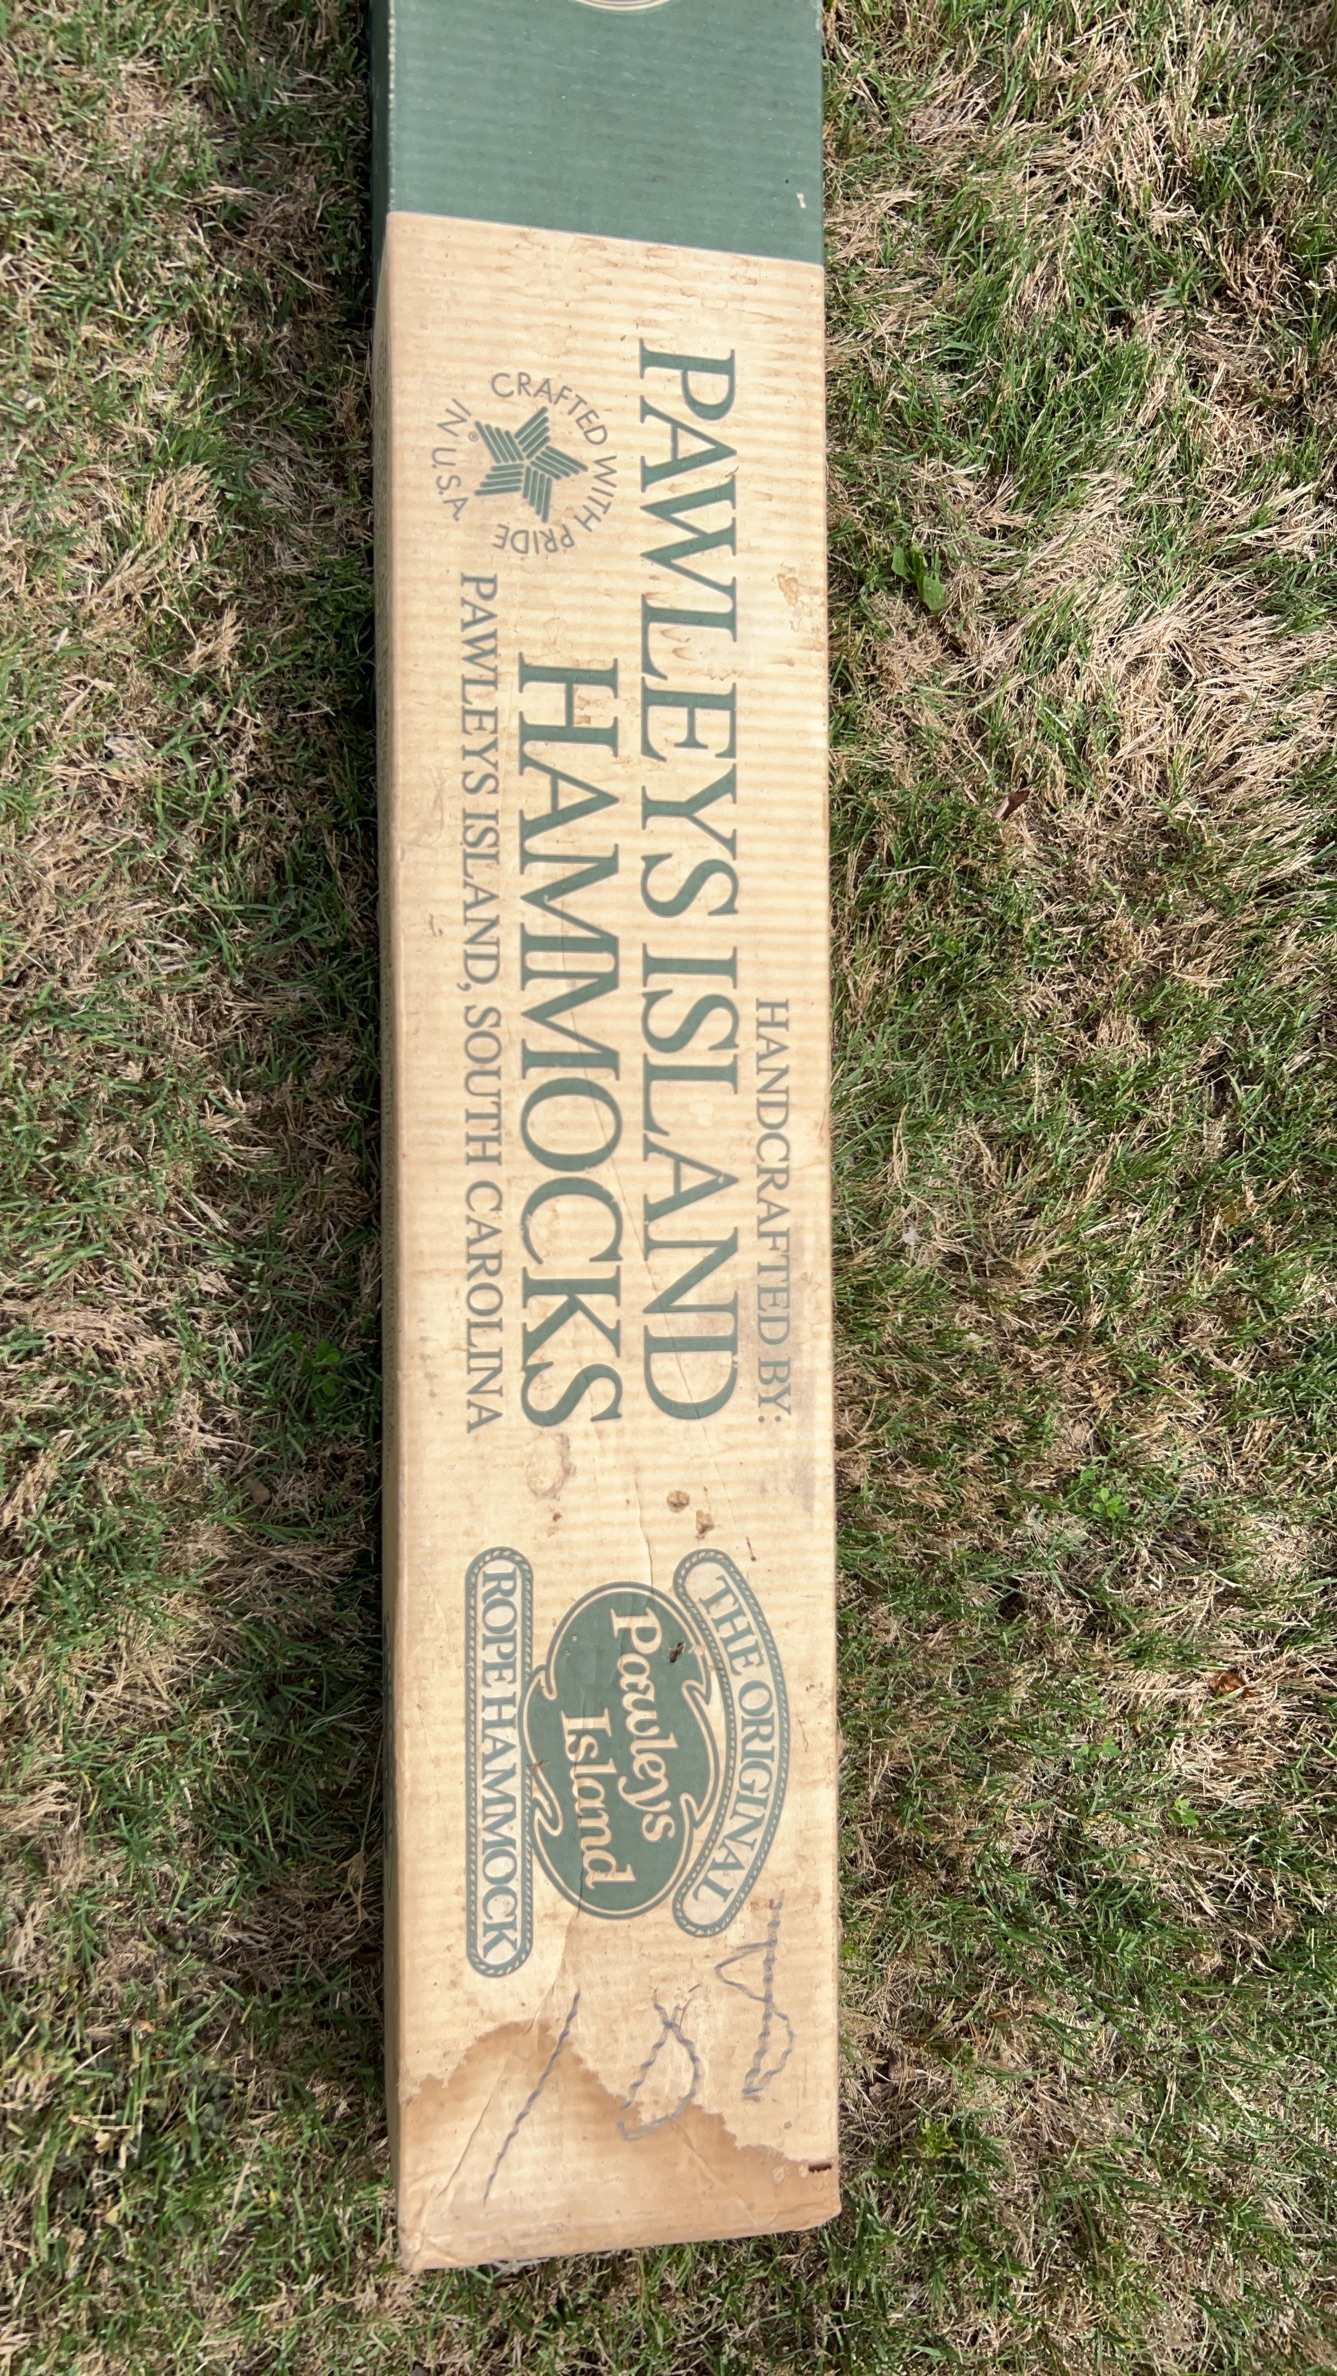 HANDCRAFTED BY:
PAWLEYS ISLAND
HAMMOCKS
PAWLEYS ISLAND, SOUTH CAROLINA
CRAFTED WITH PRIDE
IN U.S.A.
®
THE ORIGINAL
Pawleys
Island
ROPE HAMMOCK